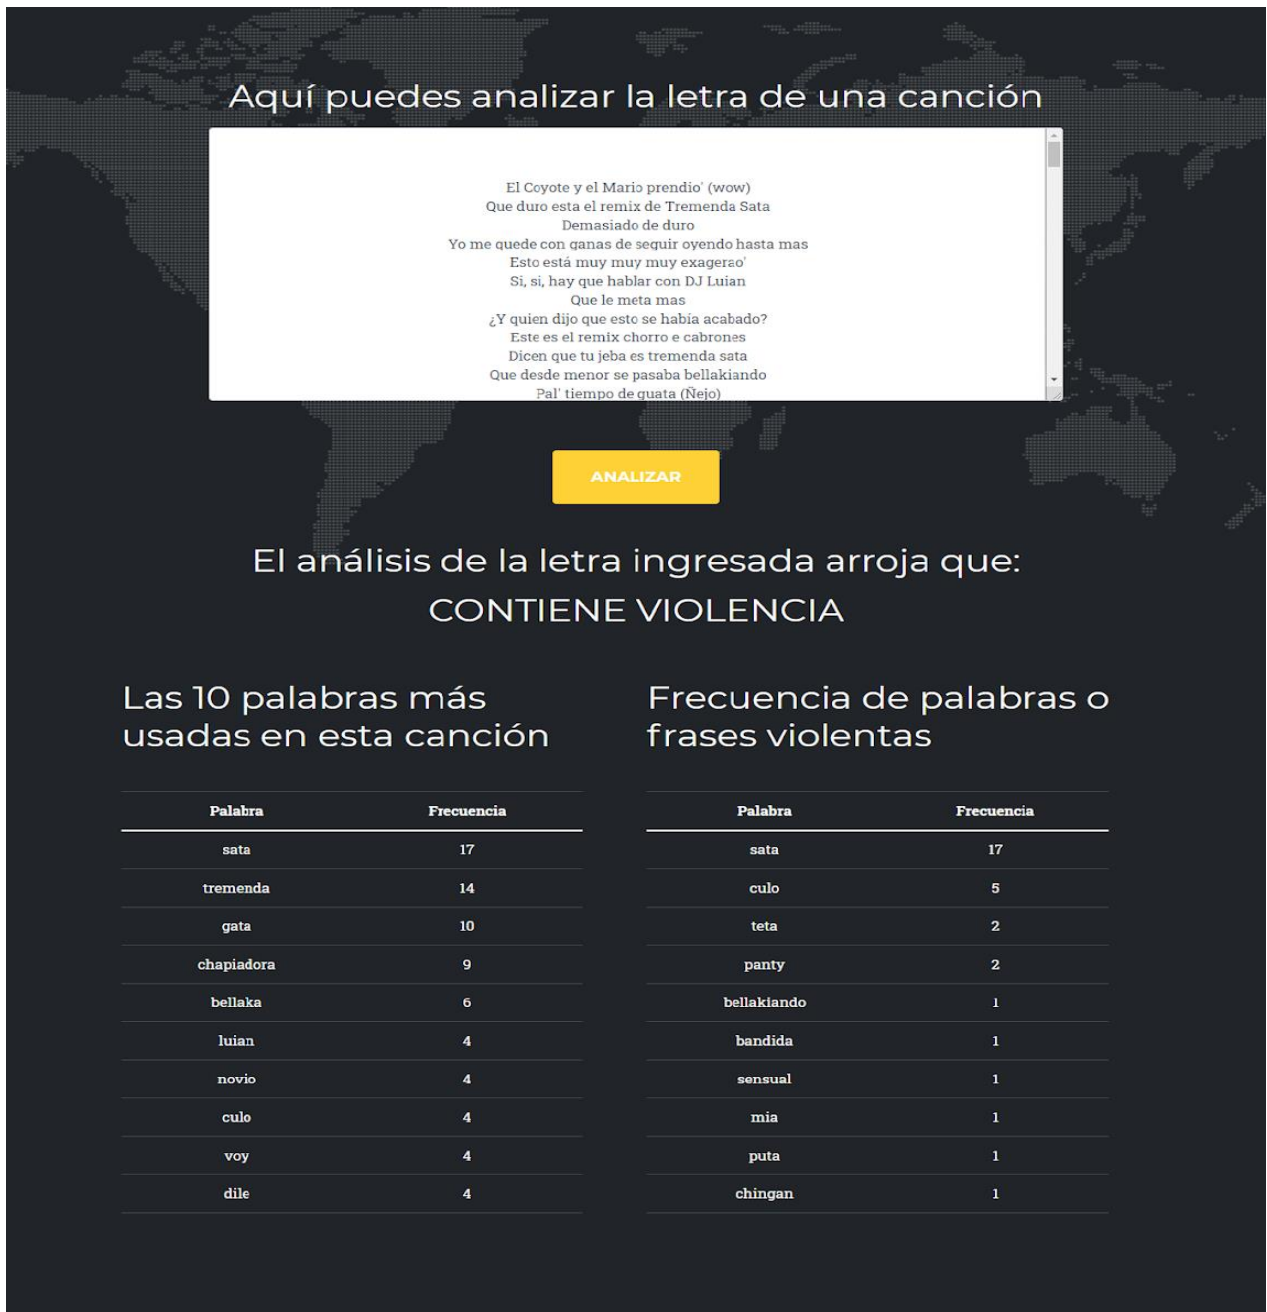 Aquí puedes analizar la letra de una canción
El Coyote y el Mario prendio' (wow)
Que duro esta el remix de Tremenda Sata
Demasiado de duro
Yo me quede con ganas de seguir oyendo hasta mas
Esto está muy muy muy exagerao'
Si, si, hay que hablar con DJ Luian
Que le meta mas
¿Y quien dijo que esto se había acabado?
Este es el remix chorro e cabrones
Dicen que tu jeba es tremenda sata
Que desde menor se pasaba bellakiando
Pal' tiempo de guata (Ñejo)
ANALIZAR
El análisis de la letra ingresada arroja que:
CONTIENE VIOLENCIA
Las 10 palabras más
usadas en esta canción
Palabra Frecuencia
sata 17
tremenda 14
gata 10
chapiadora 9
bellaka 6
luian 4
novio 4
culo 4
voy 4
dile 4
Frecuencia de palabras o
frases violentas
Palabra Frecuencia
sata 17
culo 5
teta 2
panty 2
bellakiando 1
bandida 1
sensual 1
mia 1
puta 1
chingan 1